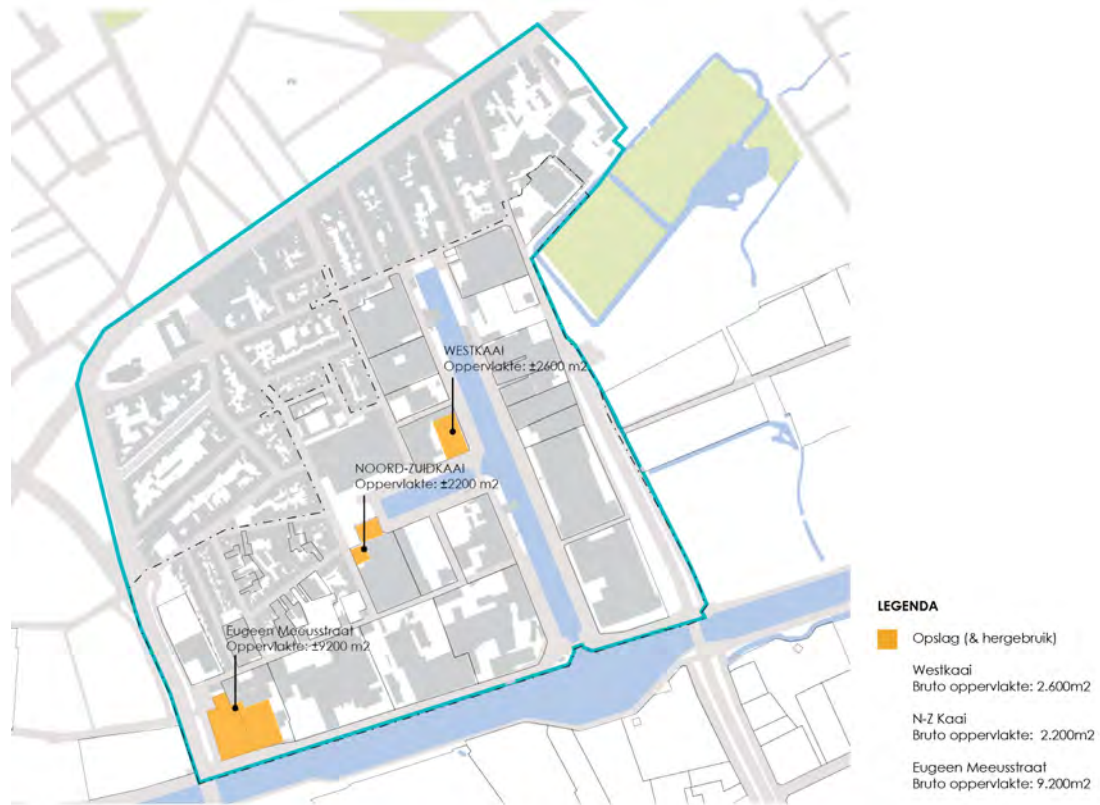 WESTKAAI
Oppervlakte: ±2600 m2
NOORD-ZUIDKAAI
Oppervlakte: ±2200 m2
Eugeen Meeusstraat
Oppervlakte: ±9200 m2
LEGENDA
Opslag (& hergebruik)
Westkaai
Bruto oppervlakte: 2.600m2
N-Z Kaai
Bruto oppervlakte: 2.200m2
Eugeen Meeusstraat
Bruto oppervlakte: 9.200m2